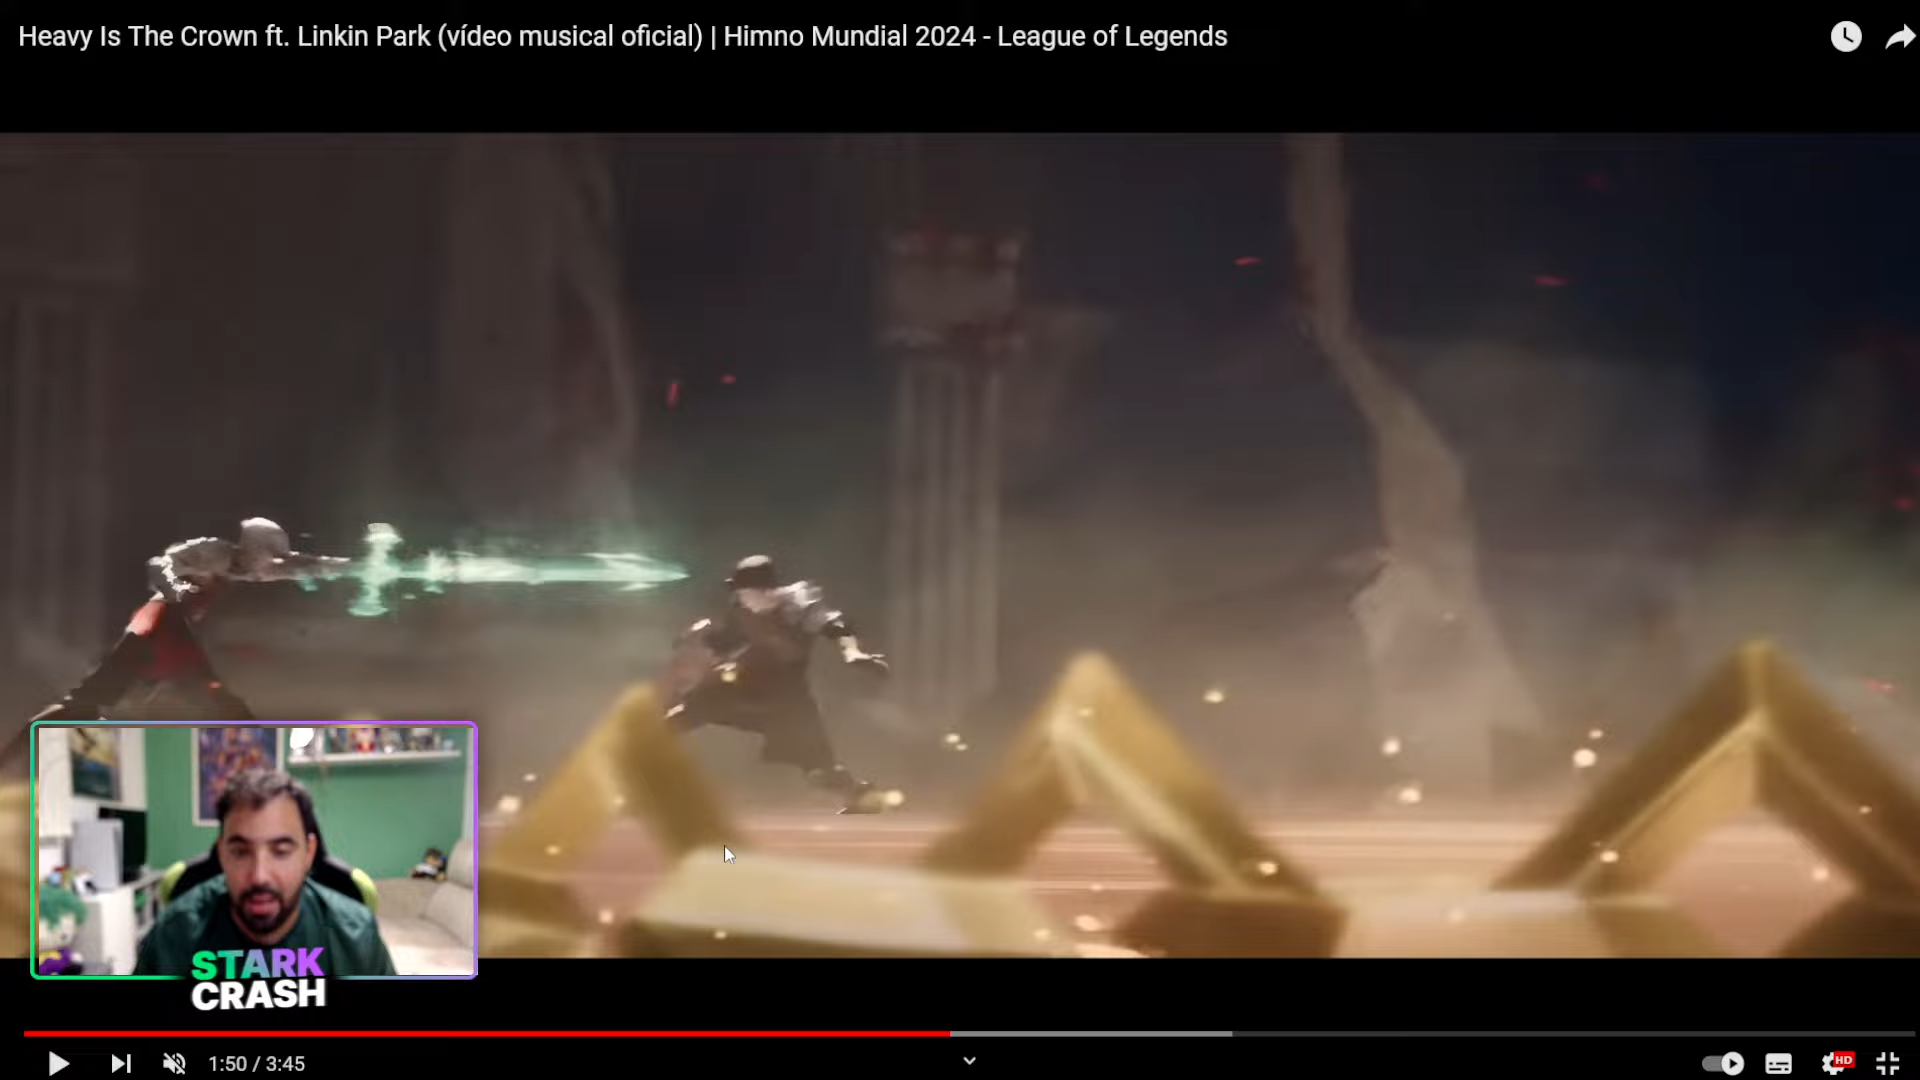 Heavy Is The Crown ft. Linkin Park (vídeo musical oficial) | Himno Mundial 2024 - League of Legends
STARK
CRASH
1:50 / 3:45
HD